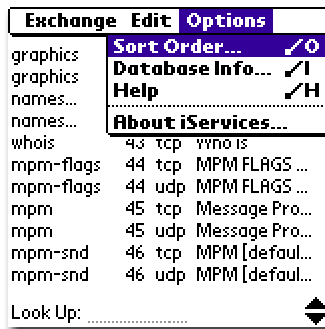 Exchange Edit Options
Sort Order... /O
Database Info... /I
Help /H
About iServices...
graphics
graphics
names...
names...
whois 43 tcp Who is
mpm-flags 44 tcp MPM FLAGS ...
mpm-flags 44 udp MPM FLAGS ...
mpm 45 tcp Message Pro...
mpm 45 udp Message Pro...
mpm-snd 46 tcp MPM [defaul...
mpm-snd 46 udp MPM [defaul...
Look Up: